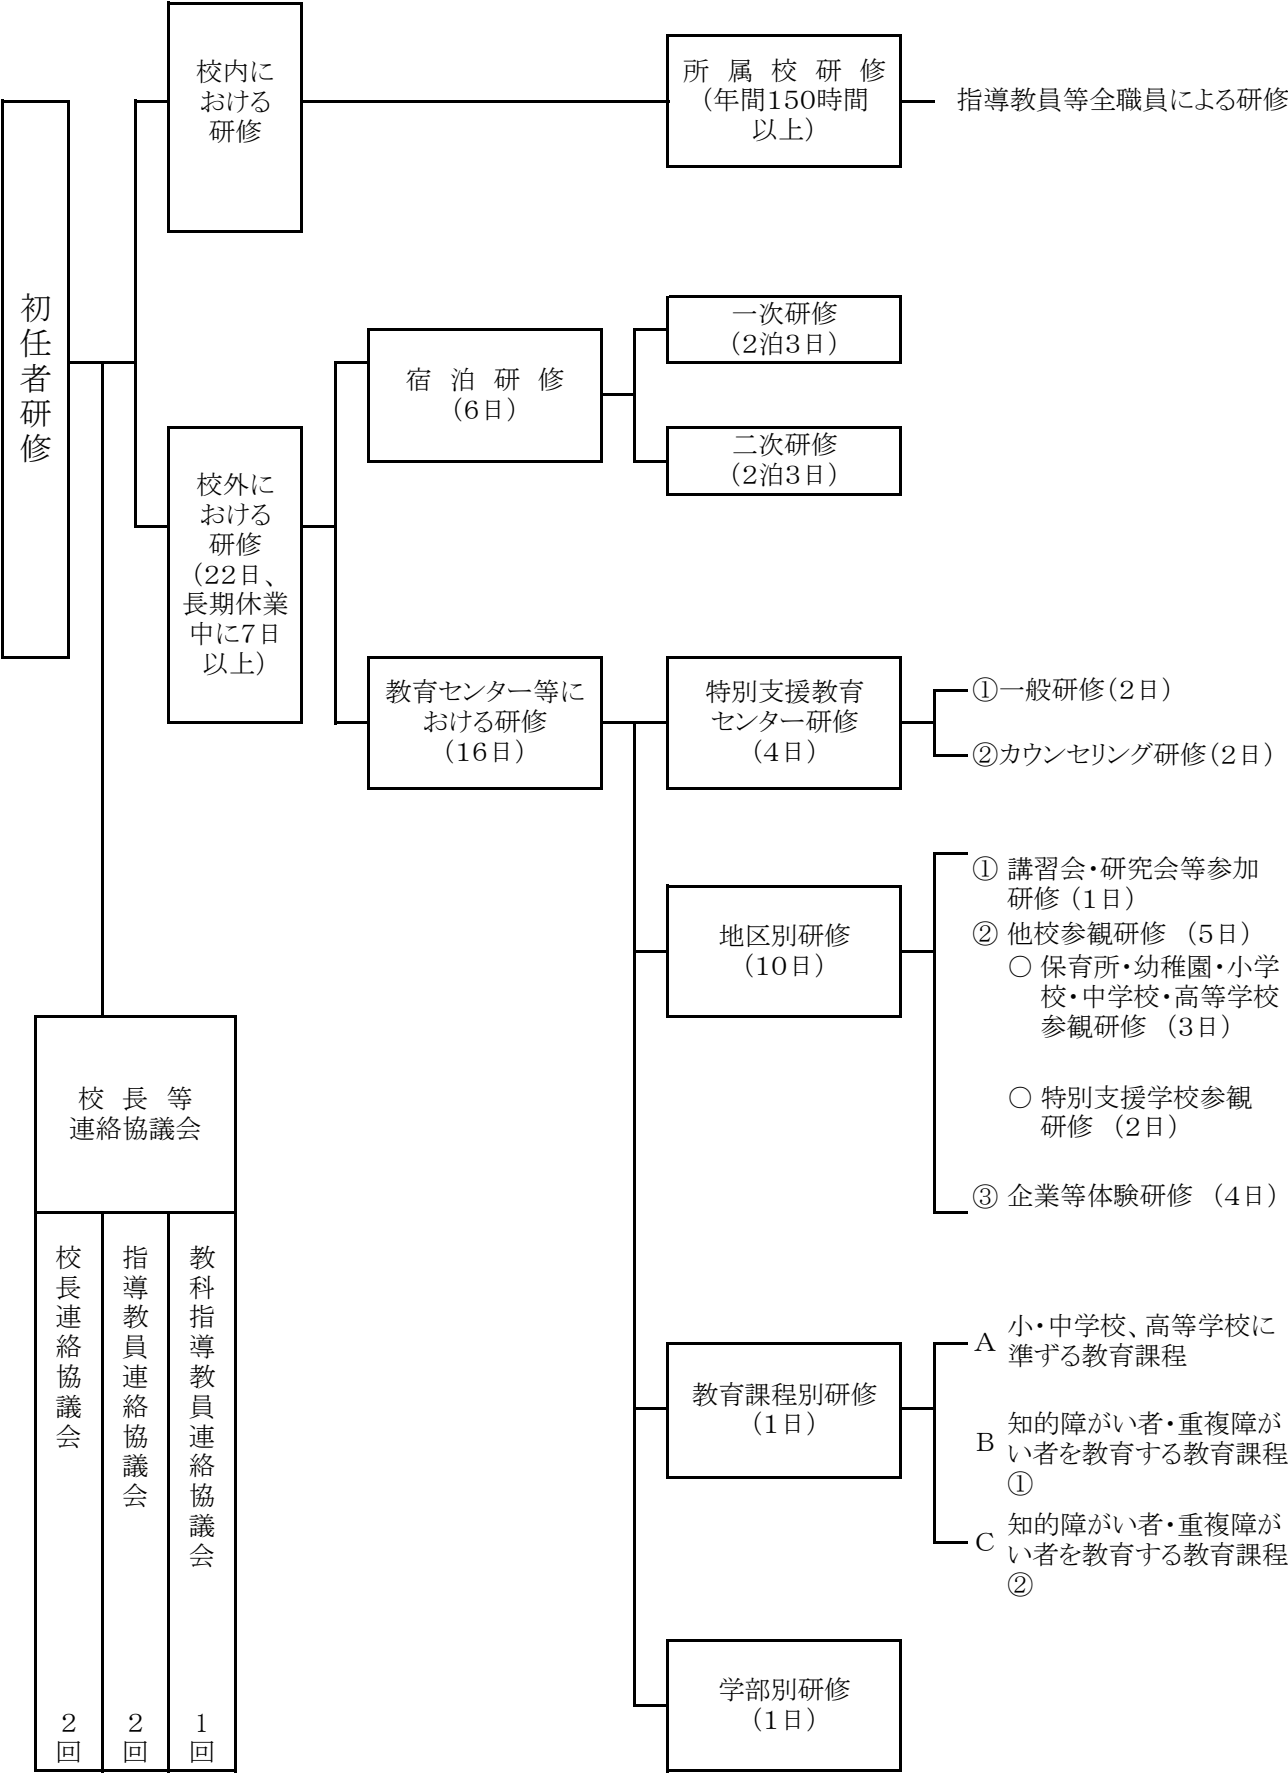 初任者研修
校内に
おける
研修
所属校研修
（年間150時間
以上）
指導教員等全職員による研修
校外に
おける
研修
（22日、
長期休業
中に7日
以上）
宿泊研修
（6日）
一次研修
（2泊3日）
二次研修
（2泊3日）
教育センター等に
おける研修
（16日）
特別支援教育
センター研修
（4日）
①一般研修（2日）
②カウンセリング研修（2日）
地区別研修
（10日）
① 講習会・研究会等参加
研修（1日）
② 他校参観研修 （5日）
○ 保育所・幼稚園・小学
校・中学校・高等学校
参観研修 （3日）
○ 特別支援学校参観
研修 （2日）
③ 企業等体験研修 （4日）
教育課程別研修
（1日）
A 小・中学校、高等学校に
準ずる教育課程
B 知的障がい者・重複障が
い者を教育する教育課程
①
C 知的障がい者・重複障が
い者を教育する教育課程
②
学部別研修
（1日）
校長等
連絡協議会
校長連絡協議会 2回
指導教員連絡協議会 2回
教科指導教員連絡協議会 1回